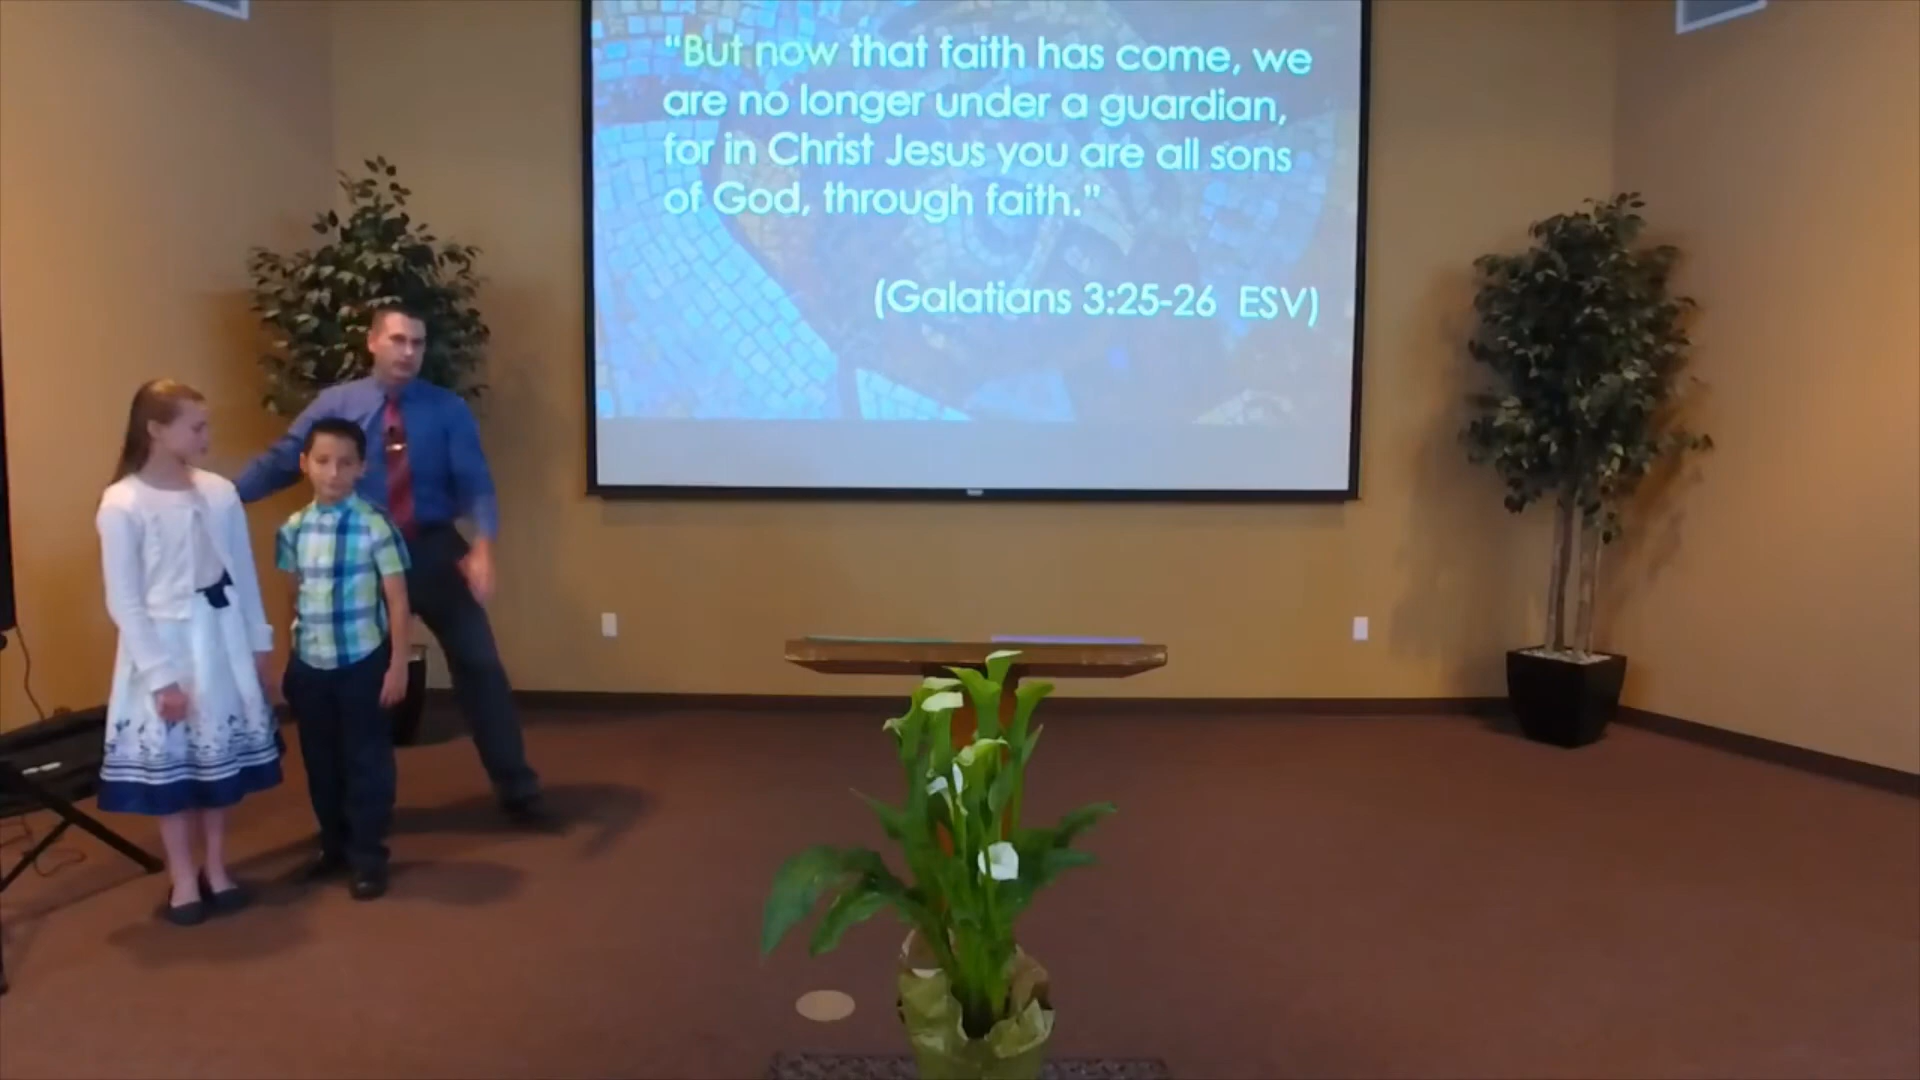 "But now that faith has come, we
are no longer under a guardian,
for in Christ Jesus you are all sons
of God, through faith."
(Galatians 3:25-26 ESV)